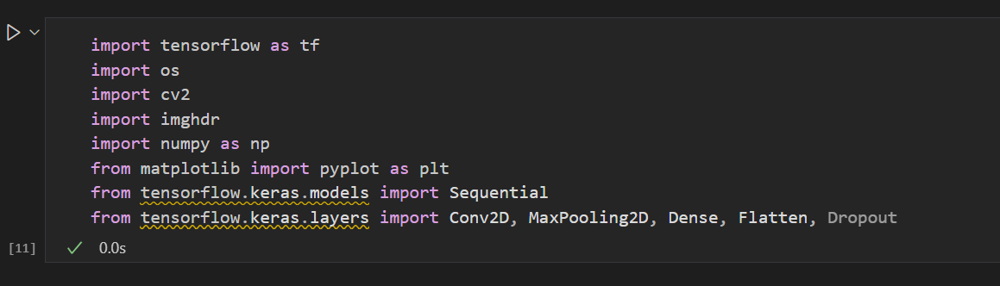 import tensorflow as tf
import os
import cv2
import imghdr
import numpy as np
from matplotlib import pyplot as plt
from tensorflow.keras.models import Sequential
from tensorflow.keras.layers import Conv2D, MaxPooling2D, Dense, Flatten, Dropout
[11] 0.0s